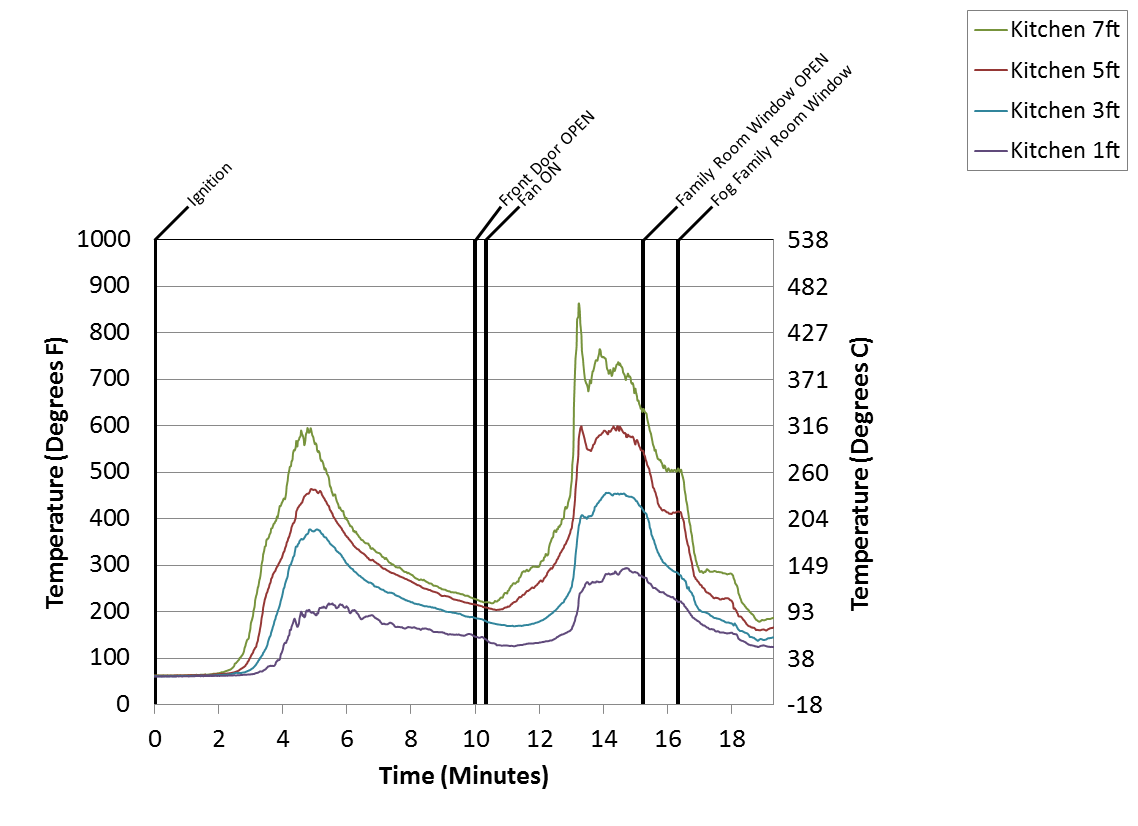 Kitchen 7ft
Kitchen 5ft
Kitchen 3ft
Kitchen 1ft
Ignition
Front Door OPEN
Fan ON
Family Room Window OPEN
Fog Family Room Window
1000
900
800
700
600
500
400
300
200
100
0
Temperature (Degrees F)
538
482
427
371
316
260
204
149
93
38
-18
Temperature (Degrees C)
0 2 4 6 8 10 12 14 16 18
Time (Minutes)